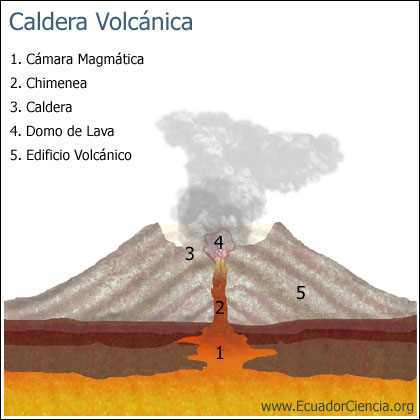 Caldera Volcánica
1. Cámara Magmática
2. Chimenea
3. Caldera
4. Domo de Lava
5. Edificio Volcánico
4
3
5
2
1
www.EcuadorCiencia.org